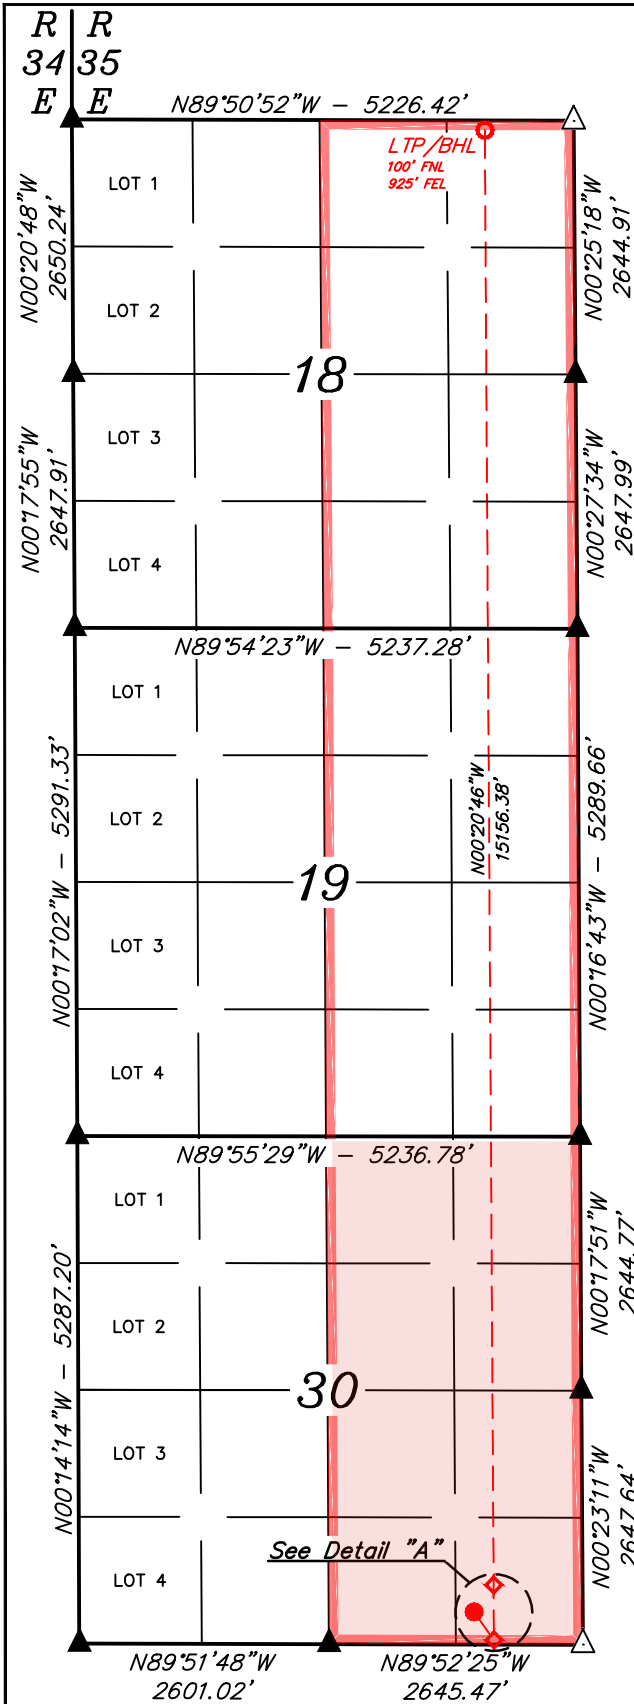 R R
34 35
E E
N89°50'52"W – 5226.42'
LTP/BHL
100' FNL
925' FEL
LOT 1
N00°20'48"W
2650.24'
N00°25'18"W
2644.91'
LOT 2
18
LOT 3
N00°17'55"W
2647.91'
N00°27'34"W
2647.99'
LOT 4
N89°54'23"W – 5237.28'
LOT 1
N00°20'46"W
15156.38'
LOT 2
N00°17'02"W – 5291.33'
19
N00°16'43"W – 5289.66'
LOT 3
LOT 4
N89°55'29"W – 5236.78'
LOT 1
N00°17'51"W
2644.77'
LOT 2
N00°14'14"W – 5287.20'
30
LOT 3
N00°23'11"W
2647.64'
See Detail "A"
LOT 4
N89°51'48"W
2601.02'
N89°52'25"W
2645.47'